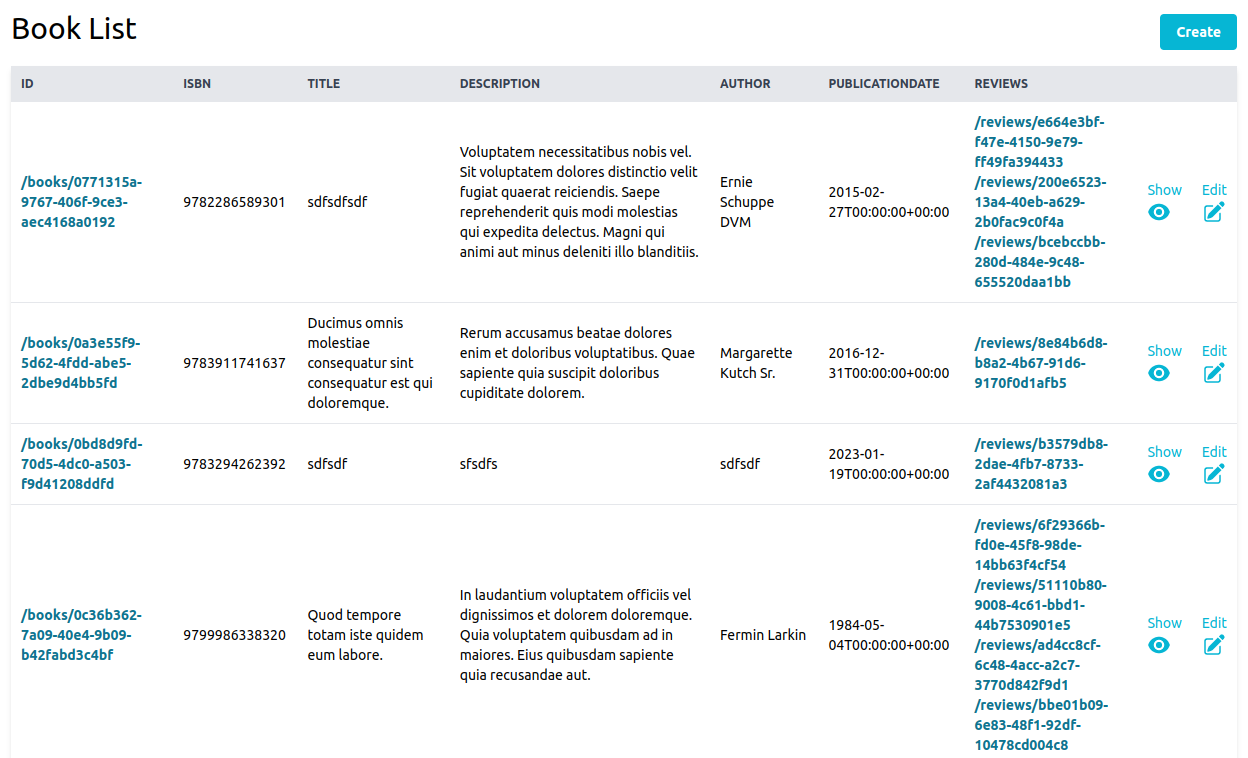 Book List
Create
ID ISBN TITLE DESCRIPTION AUTHOR PUBLICATIONDATE REVIEWS
/books/0771315a-
9767-406f-9ce3-
aec4168a0192
9782286589301
sdfsdfsdf
Voluptatem necessitatibus nobis vel.
Sit voluptatem dolores distinctio velit
fugiat quaerat reiciendis. Saepe
reprehenderit quis modi molestias
qui expedita delectus. Magni qui
animi aut minus deleniti illo blanditiis.
Ernie
Schuppe
DVM
2015-02-
27T00:00:00+00:00
/reviews/e664e3bf-
f47e-4150-9e79-
ff49fa394433
/reviews/200e6523-
13a4-40eb-a629-
2b0fac9c0f4a
/reviews/bcebccbb-
280d-484e-9c48-
655520daa1bb
Show
Edit
/books/0a3e55f9-
5d62-4fdd-abe5-
2dbe9d4bb5fd
9783911741637
Ducimus omnis
molestiae
consequatur sint
consequatur est qui
doloremque.
Rerum accusamus beatae dolores
enim et doloribus voluptatibus. Quae
sapiente quia suscipit doloribus
cupiditate dolorem.
Margarette
Kutch Sr.
2016-12-
31T00:00:00+00:00
/reviews/8e84b6d8-
b8a2-4b67-91d6-
9170f0d1afb5
Show
Edit
/books/0bd8d9fd-
70d5-4dc0-a503-
f9d41208ddfd
9783294262392
sdfsdf
sfsdfs
sdfsdf
2023-01-
19T00:00:00+00:00
/reviews/b3579db8-
2dae-4fb7-8733-
2af4432081a3
Show
Edit
/books/0c36b362-
7a09-40e4-9b09-
b42fabd3c4bf
9799986338320
Quod tempore
totam iste quidem
eum labore.
In laudantium voluptatem officiis vel
dignissimos et dolorem doloremque.
Quia voluptatem quibusdam ad in
maiores. Eius quibusdam sapiente
quia recusandae aut.
Fermin Larkin
1984-05-
04T00:00:00+00:00
/reviews/6f29366b-
fd0e-45f8-98de-
14bb63f4cf54
/reviews/51110b80-
9008-4c61-bbd1-
44b7530901e5
/reviews/ad4cc8cf-
6c48-4acc-a2c7-
3770d842f9d1
/reviews/bbe01b09-
6e83-48f1-92df-
10478cd004c8
Show
Edit